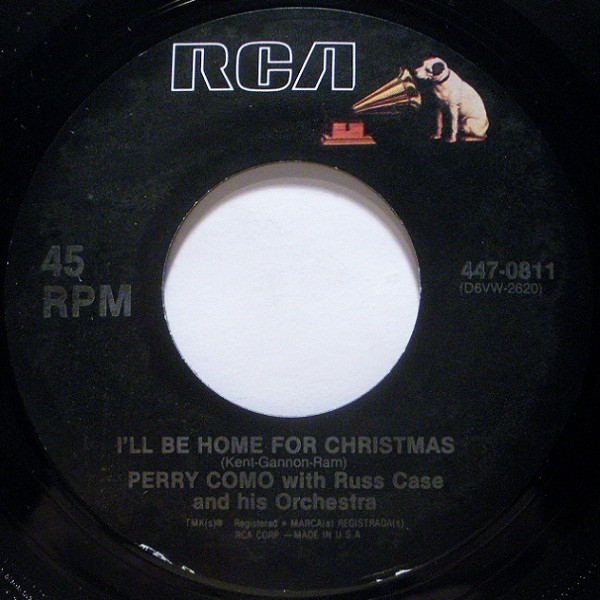 RCA
45
RPM
447-0811
(D6VW-2620)
I'LL BE HOME FOR CHRISTMAS
(Kent-Gannon-Ram)
PERRY COMO with Russ Case
and his Orchestra
TMK(s)® Registered • MARCA(s) REGISTRADA(s)
RCA CORP —MADE IN U S A